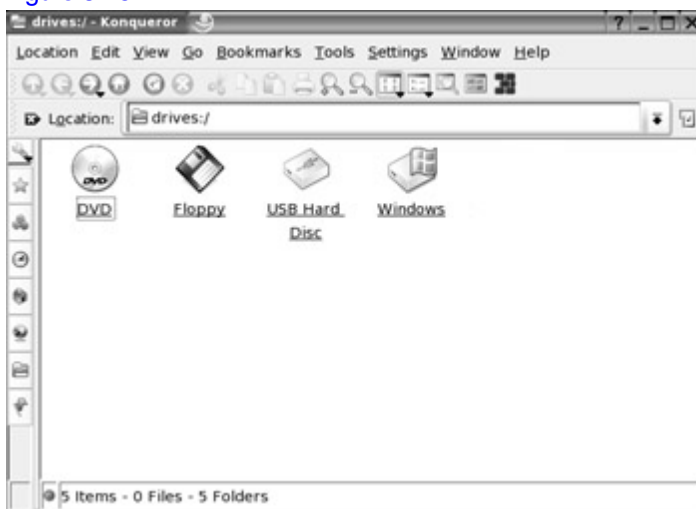 drives:/ - Konqueror
Location Edit View Go Bookmarks Tools Settings Window Help
Location: drives:/
DVD
DVD Floppy USB Hard Disc Windows
5 Items - 0 Files - 5 Folders